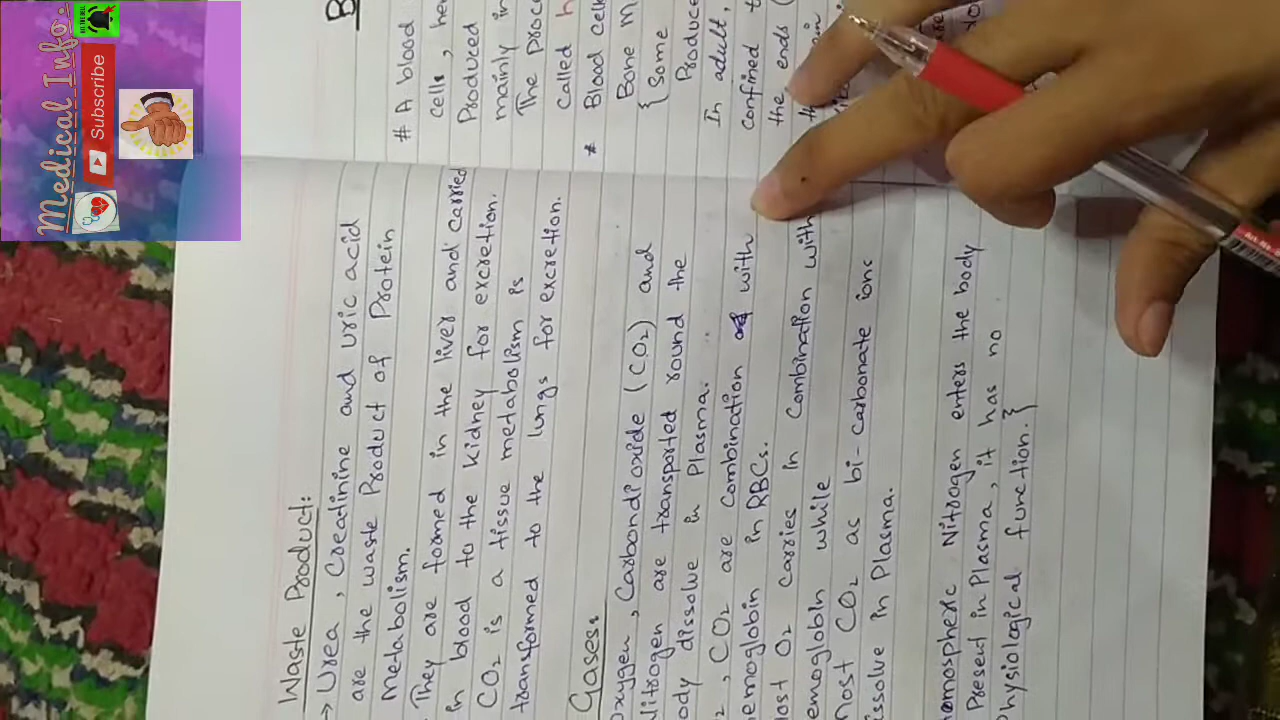 Medical Info.
Subscribe
Waste Product:
→ Urea, Creatinine and uric acid
are the waste Product of Protein
Metabolism.
They are formed in the liver and carried
in blood to the kidney for excretion.
CO₂ is a tissue metabolism is
transformed to the lungs for excretion.
Gases:
Oxygen, Carbondioxide (CO₂) and
Nitrogen are transported round the
body dissolve in Plasma.
CO₂ are combination with
emoglobin in RBCs.
Most O₂ carries in Combination with
emoglobin while
Most CO₂ as bi-carbonate ions
issolve in Plasma.
omospheric Nitrogen enters the body
Present in Plasma, it has no
Physiological function.}
B
# A blood
cells, he
Produced
mainly in
The proc
Called h
* Blood cell
Bone M
{ Some
Produce
In adult,
confined t
the ends